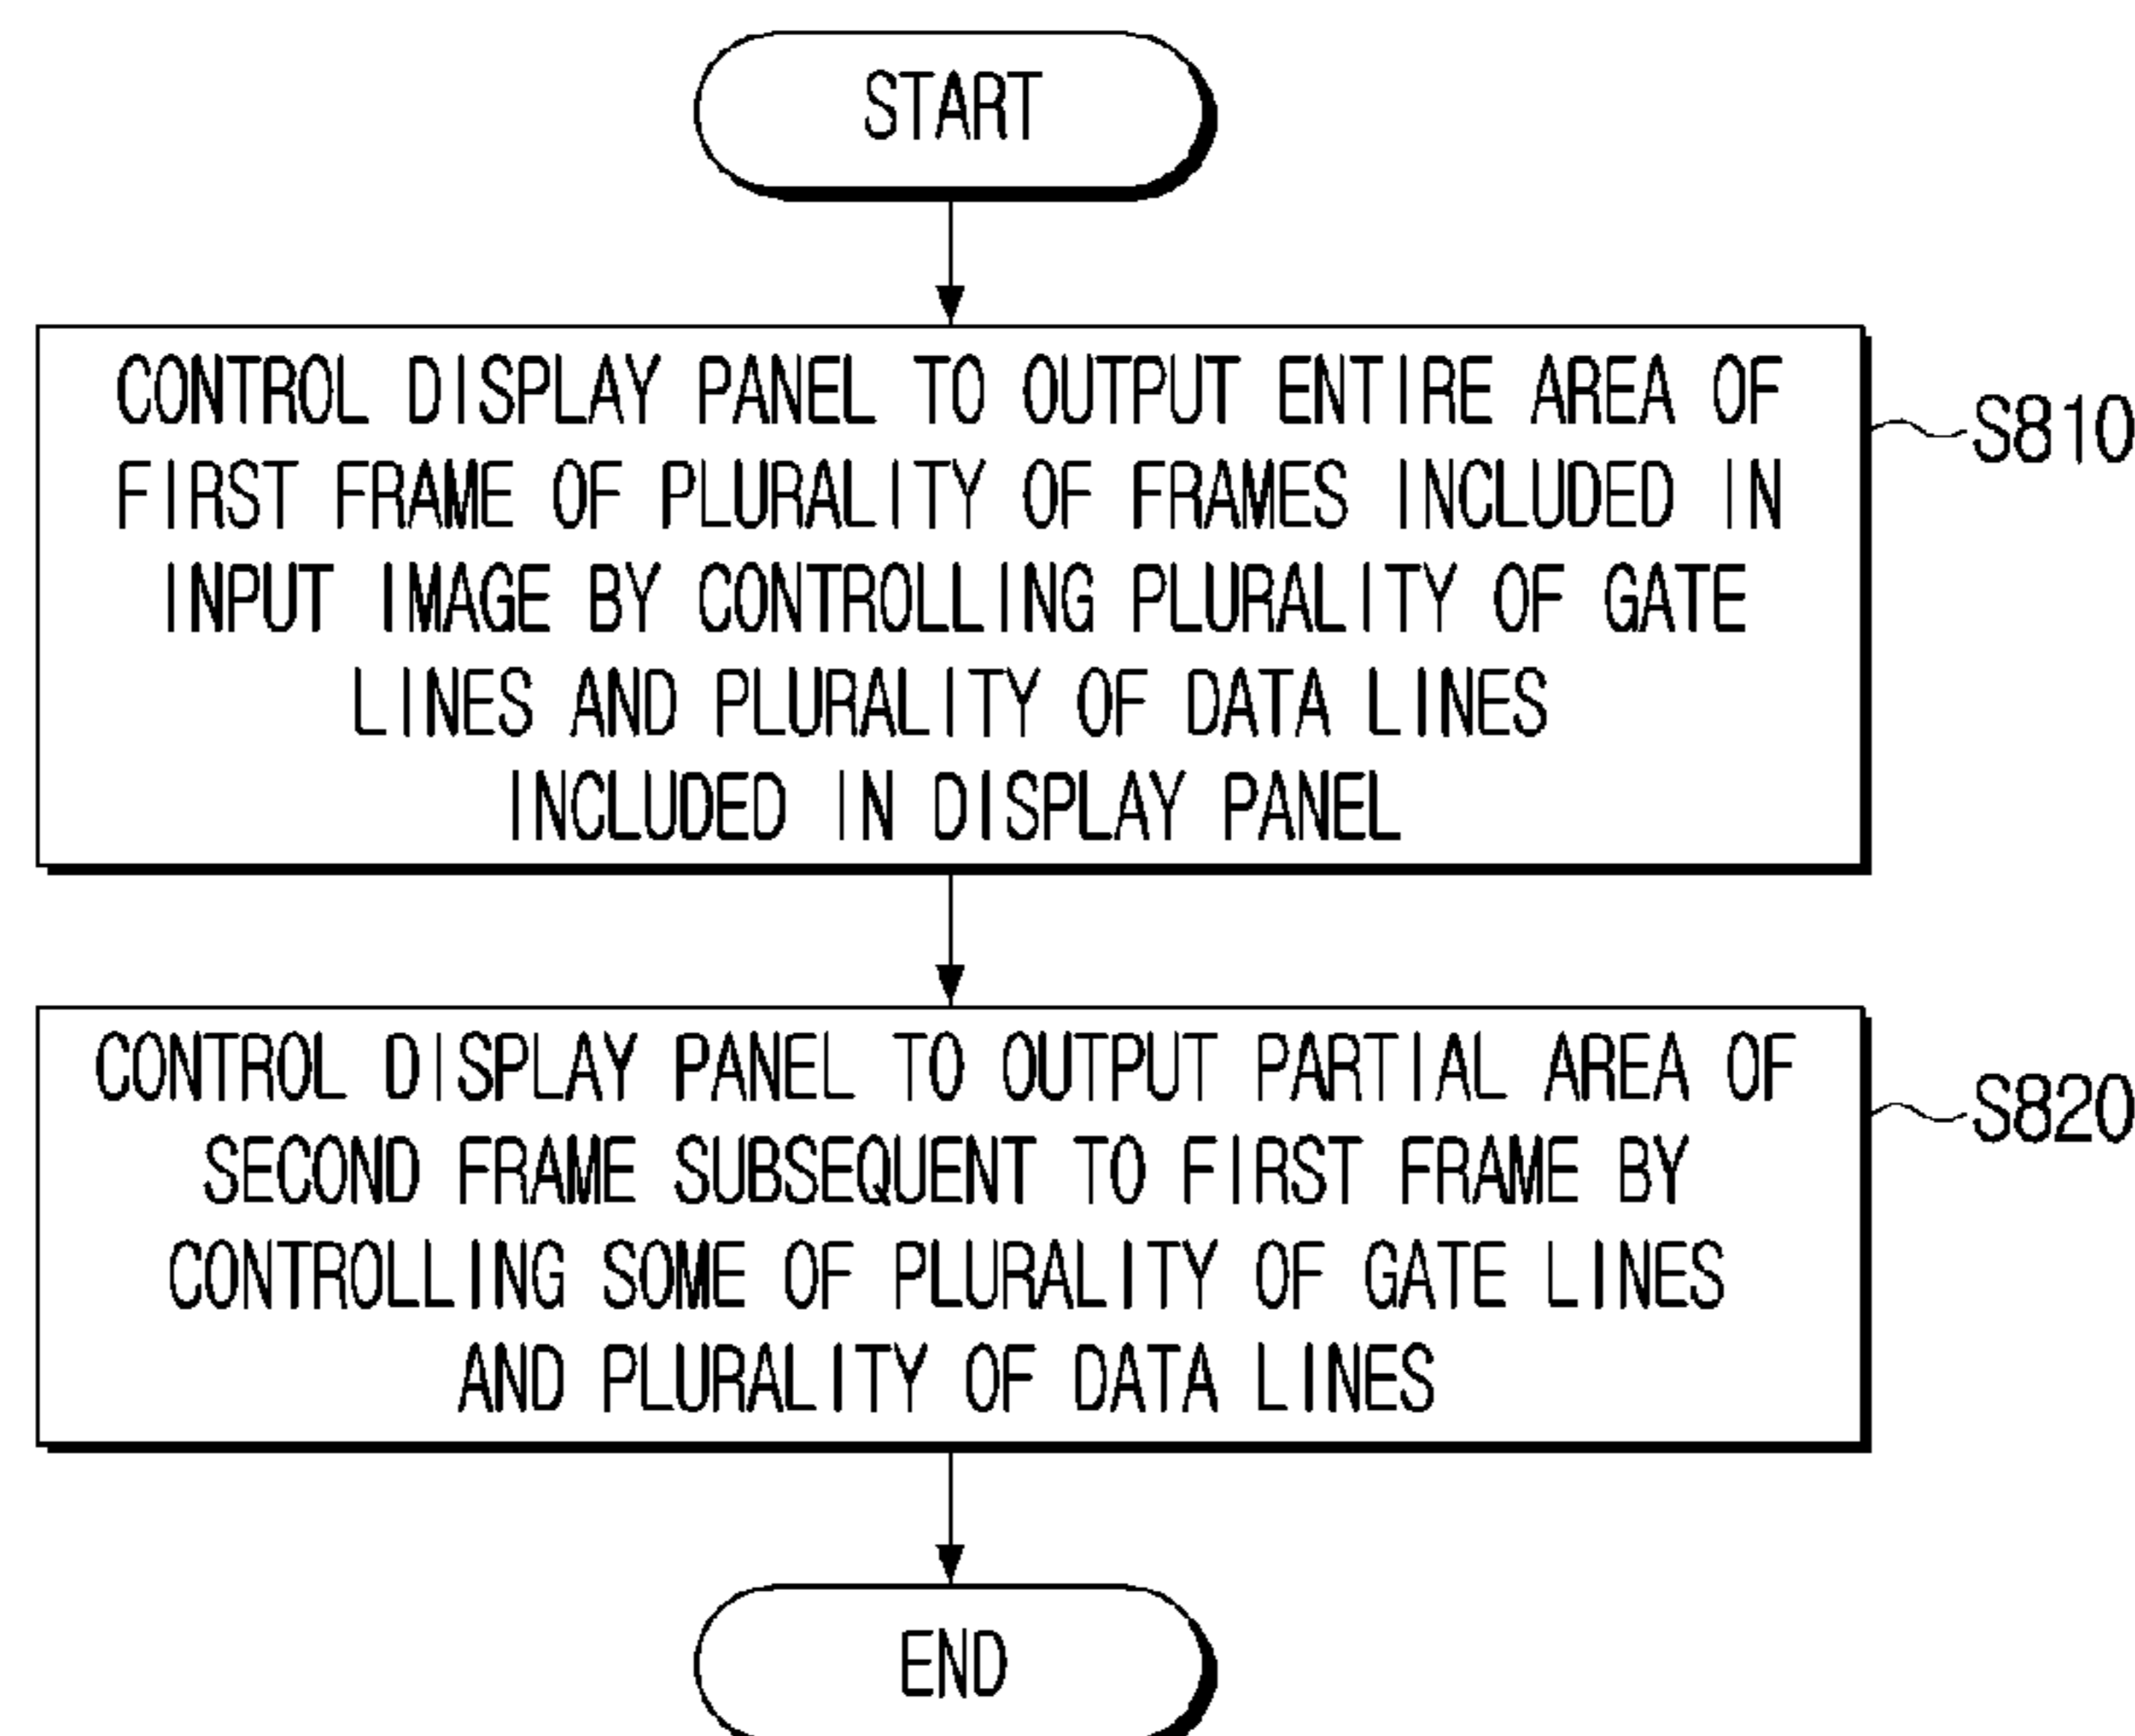 START
CONTROL DISPLAY PANEL TO OUTPUT ENTIRE AREA OF
FIRST FRAME OF PLURALITY OF FRAMES INCLUDED IN
INPUT IMAGE BY CONTROLLING PLURALITY OF GATE
LINES AND PLURALITY OF DATA LINES
INCLUDED IN DISPLAY PANEL
S810
CONTROL DISPLAY PANEL TO OUTPUT PARTIAL AREA OF
SECOND FRAME SUBSEQUENT TO FIRST FRAME BY
CONTROLLING SOME OF PLURALITY OF GATE LINES
AND PLURALITY OF DATA LINES
S820
END